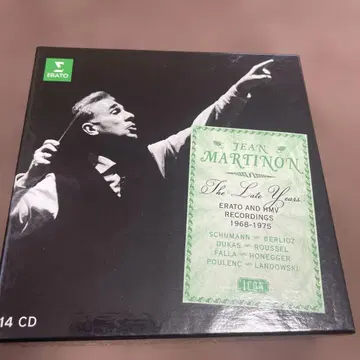 ERATO
JEAN
MARTINON
The Late Years
ERATO AND HMV
RECORDINGS
1968-1975
SCHUMANN BERLIOZ
DUKAS ROUSSEL
FALLA HONEGGER
POULENC LANDOWSKI
ICON
14 CD